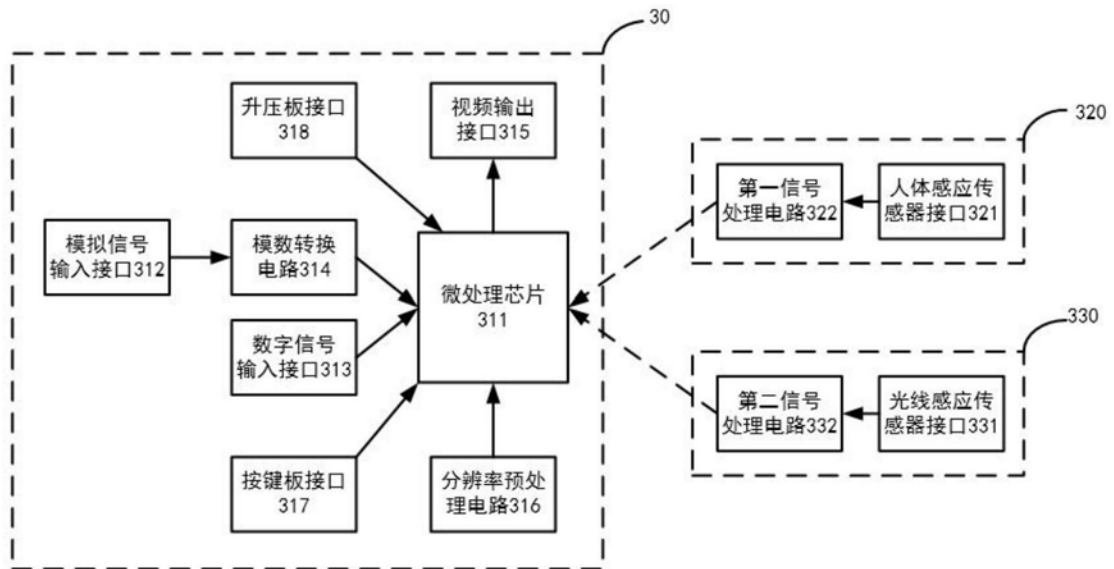 30
升压板接口
318
视频输出
接口315
320
第一信号
处理电路322
人体感应传
感器接口321
模拟信号
输入接口312
模数转换
电路314
微处理芯片
311
数字信号
输入接口313
330
第二信号
处理电路332
光线感应传
感器接口331
按键板接口
317
分辨率预处
理电路316